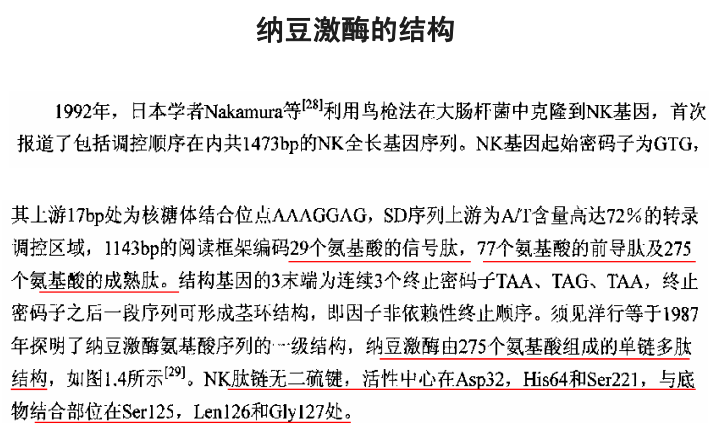 纳豆激酶的结构
1992年，日本学者Nakamura等[28]利用鸟枪法在大肠杆菌中克隆到NK基因，首次
报道了包括调控顺序在内共1473bp的NK全长基因序列。NK基因起始密码子为GTG，
其上游17bp处为核糖体结合位点AAAGGAG，SD序列上游为A/T含量高达72%的转录
调控区域，1143bp的阅读框架编码29个氨基酸的信号肽，77个氨基酸的前导肽及275
个氨基酸的成熟肽。结构基因的3末端为连续3个终止密码子TAA、TAG、TAA，终止
密码子之后一段序列可形成茎环结构，即因子非依赖性终止顺序。须见洋行等于1987
年探明了纳豆激酶氨基酸序列的一级结构，纳豆激酶由275个氨基酸组成的单链多肽
结构，如图1.4所示[29]。NK肽链无二硫键，活性中心在Asp32，His64和Ser221，与底
物结合部位在Ser125，Len126和Gly127处。